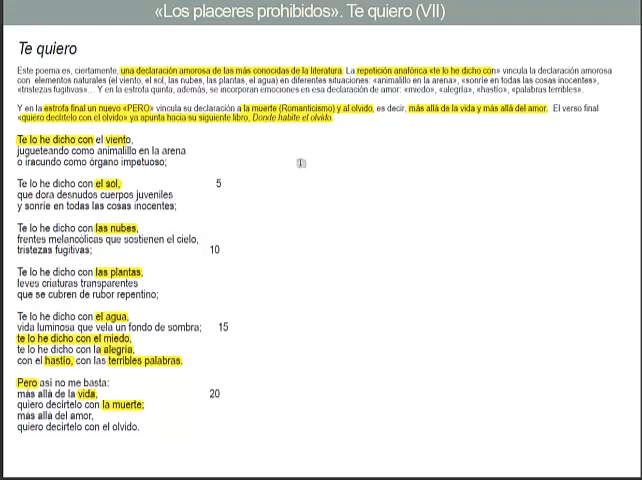 «Los placeres prohibidos». Te quiero (VII)
Te quiero
Este poema es, ciertamente, una declaración amorosa de las más conocidas de la literatura. La repetición anafórica «te lo he dicho con» vincula la declaración amorosa
con elementos naturales (el viento, el sol, las nubes, las plantas, el agua) en diferentes situaciones: «animalillo en la arena», «sonríe en todas las cosas inocentes»,
«tristezas fugitivas»... Y en la estrofa quinta, además, se incorporan emociones en esa declaración de amor: «miedo», «alegría», «hastío», «palabras terribles».
Y en la estrofa final un nuevo «PERO» vincula su declaración a la muerte (Romanticismo) y al olvido, es decir, más allá de la vida y más allá del amor. El verso final
«quiero decírtelo con el olvido» ya apunta hacia su siguiente libro, Donde habite el olvido.
Te lo he dicho con el viento,
jugueteando como animalillo en la arena
o iracundo como órgano impetuoso;
Te lo he dicho con el sol, 5
que dora desnudos cuerpos juveniles
y sonríe en todas las cosas inocentes;
Te lo he dicho con las nubes,
frentes melancólicas que sostienen el cielo,
tristezas fugitivas; 10
Te lo he dicho con las plantas,
leves criaturas transparentes
que se cubren de rubor repentino;
Te lo he dicho con el agua,
vida luminosa que vela un fondo de sombra; 15
te lo he dicho con el miedo,
te lo he dicho con la alegría,
con el hastío, con las terribles palabras.
Pero así no me basta:
más allá de la vida, 20
quiero decírtelo con la muerte;
más allá del amor,
quiero decírtelo con el olvido.